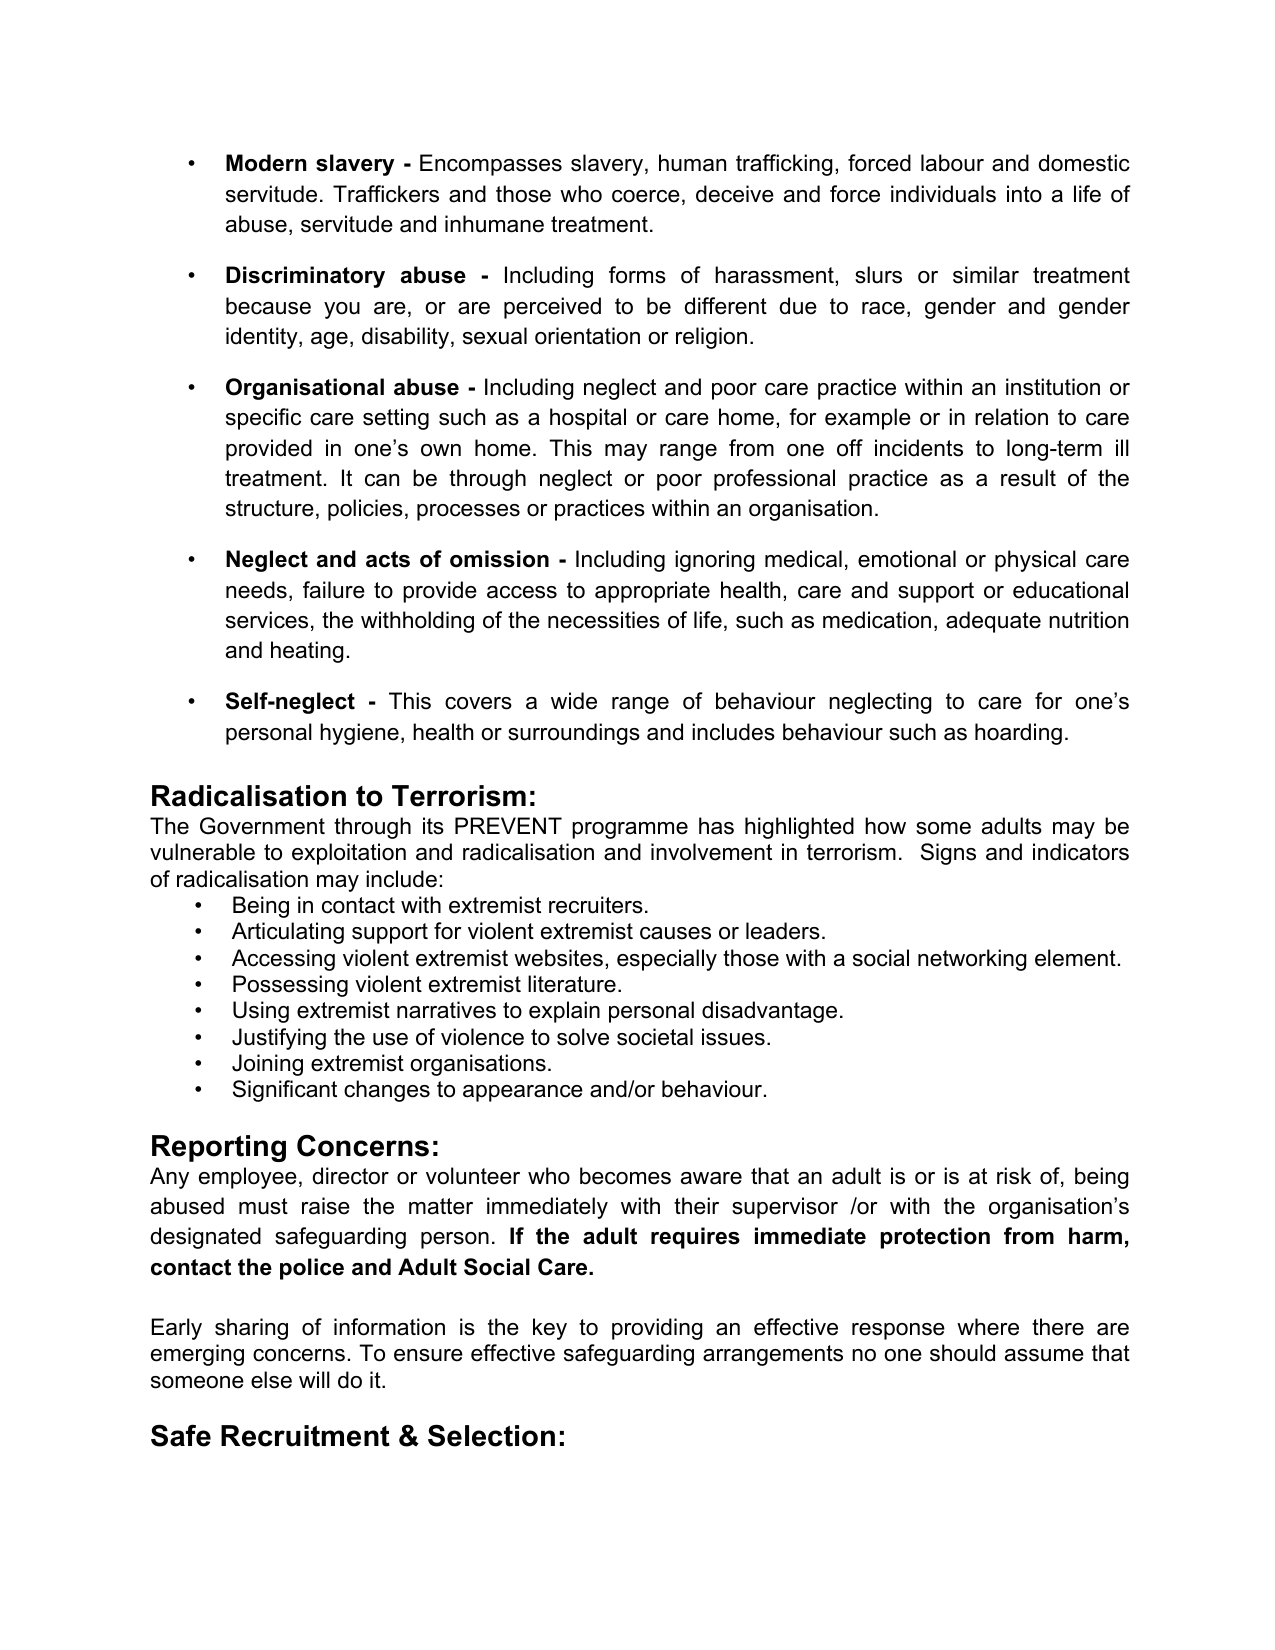 • Modern slavery - Encompasses slavery, human trafficking, forced labour and domestic
servitude. Traffickers and those who coerce, deceive and force individuals into a life of
abuse, servitude and inhumane treatment.
• Discriminatory abuse - Including forms of harassment, slurs or similar treatment
because you are, or are perceived to be different due to race, gender and gender
identity, age, disability, sexual orientation or religion.
• Organisational abuse - Including neglect and poor care practice within an institution or
specific care setting such as a hospital or care home, for example or in relation to care
provided in one’s own home. This may range from one off incidents to long-term ill
treatment. It can be through neglect or poor professional practice as a result of the
structure, policies, processes or practices within an organisation.
• Neglect and acts of omission - Including ignoring medical, emotional or physical care
needs, failure to provide access to appropriate health, care and support or educational
services, the withholding of the necessities of life, such as medication, adequate nutrition
and heating.
• Self-neglect - This covers a wide range of behaviour neglecting to care for one’s
personal hygiene, health or surroundings and includes behaviour such as hoarding.
Radicalisation to Terrorism:
The Government through its PREVENT programme has highlighted how some adults may be
vulnerable to exploitation and radicalisation and involvement in terrorism.  Signs and indicators
of radicalisation may include:
• Being in contact with extremist recruiters.
• Articulating support for violent extremist causes or leaders.
• Accessing violent extremist websites, especially those with a social networking element.
• Possessing violent extremist literature.
• Using extremist narratives to explain personal disadvantage.
• Justifying the use of violence to solve societal issues.
• Joining extremist organisations.
• Significant changes to appearance and/or behaviour.
Reporting Concerns:
Any employee, director or volunteer who becomes aware that an adult is or is at risk of, being
abused must raise the matter immediately with their supervisor /or with the organisation’s
designated safeguarding person. If the adult requires immediate protection from harm,
contact the police and Adult Social Care.
Early sharing of information is the key to providing an effective response where there are
emerging concerns. To ensure effective safeguarding arrangements no one should assume that
someone else will do it.
Safe Recruitment & Selection: